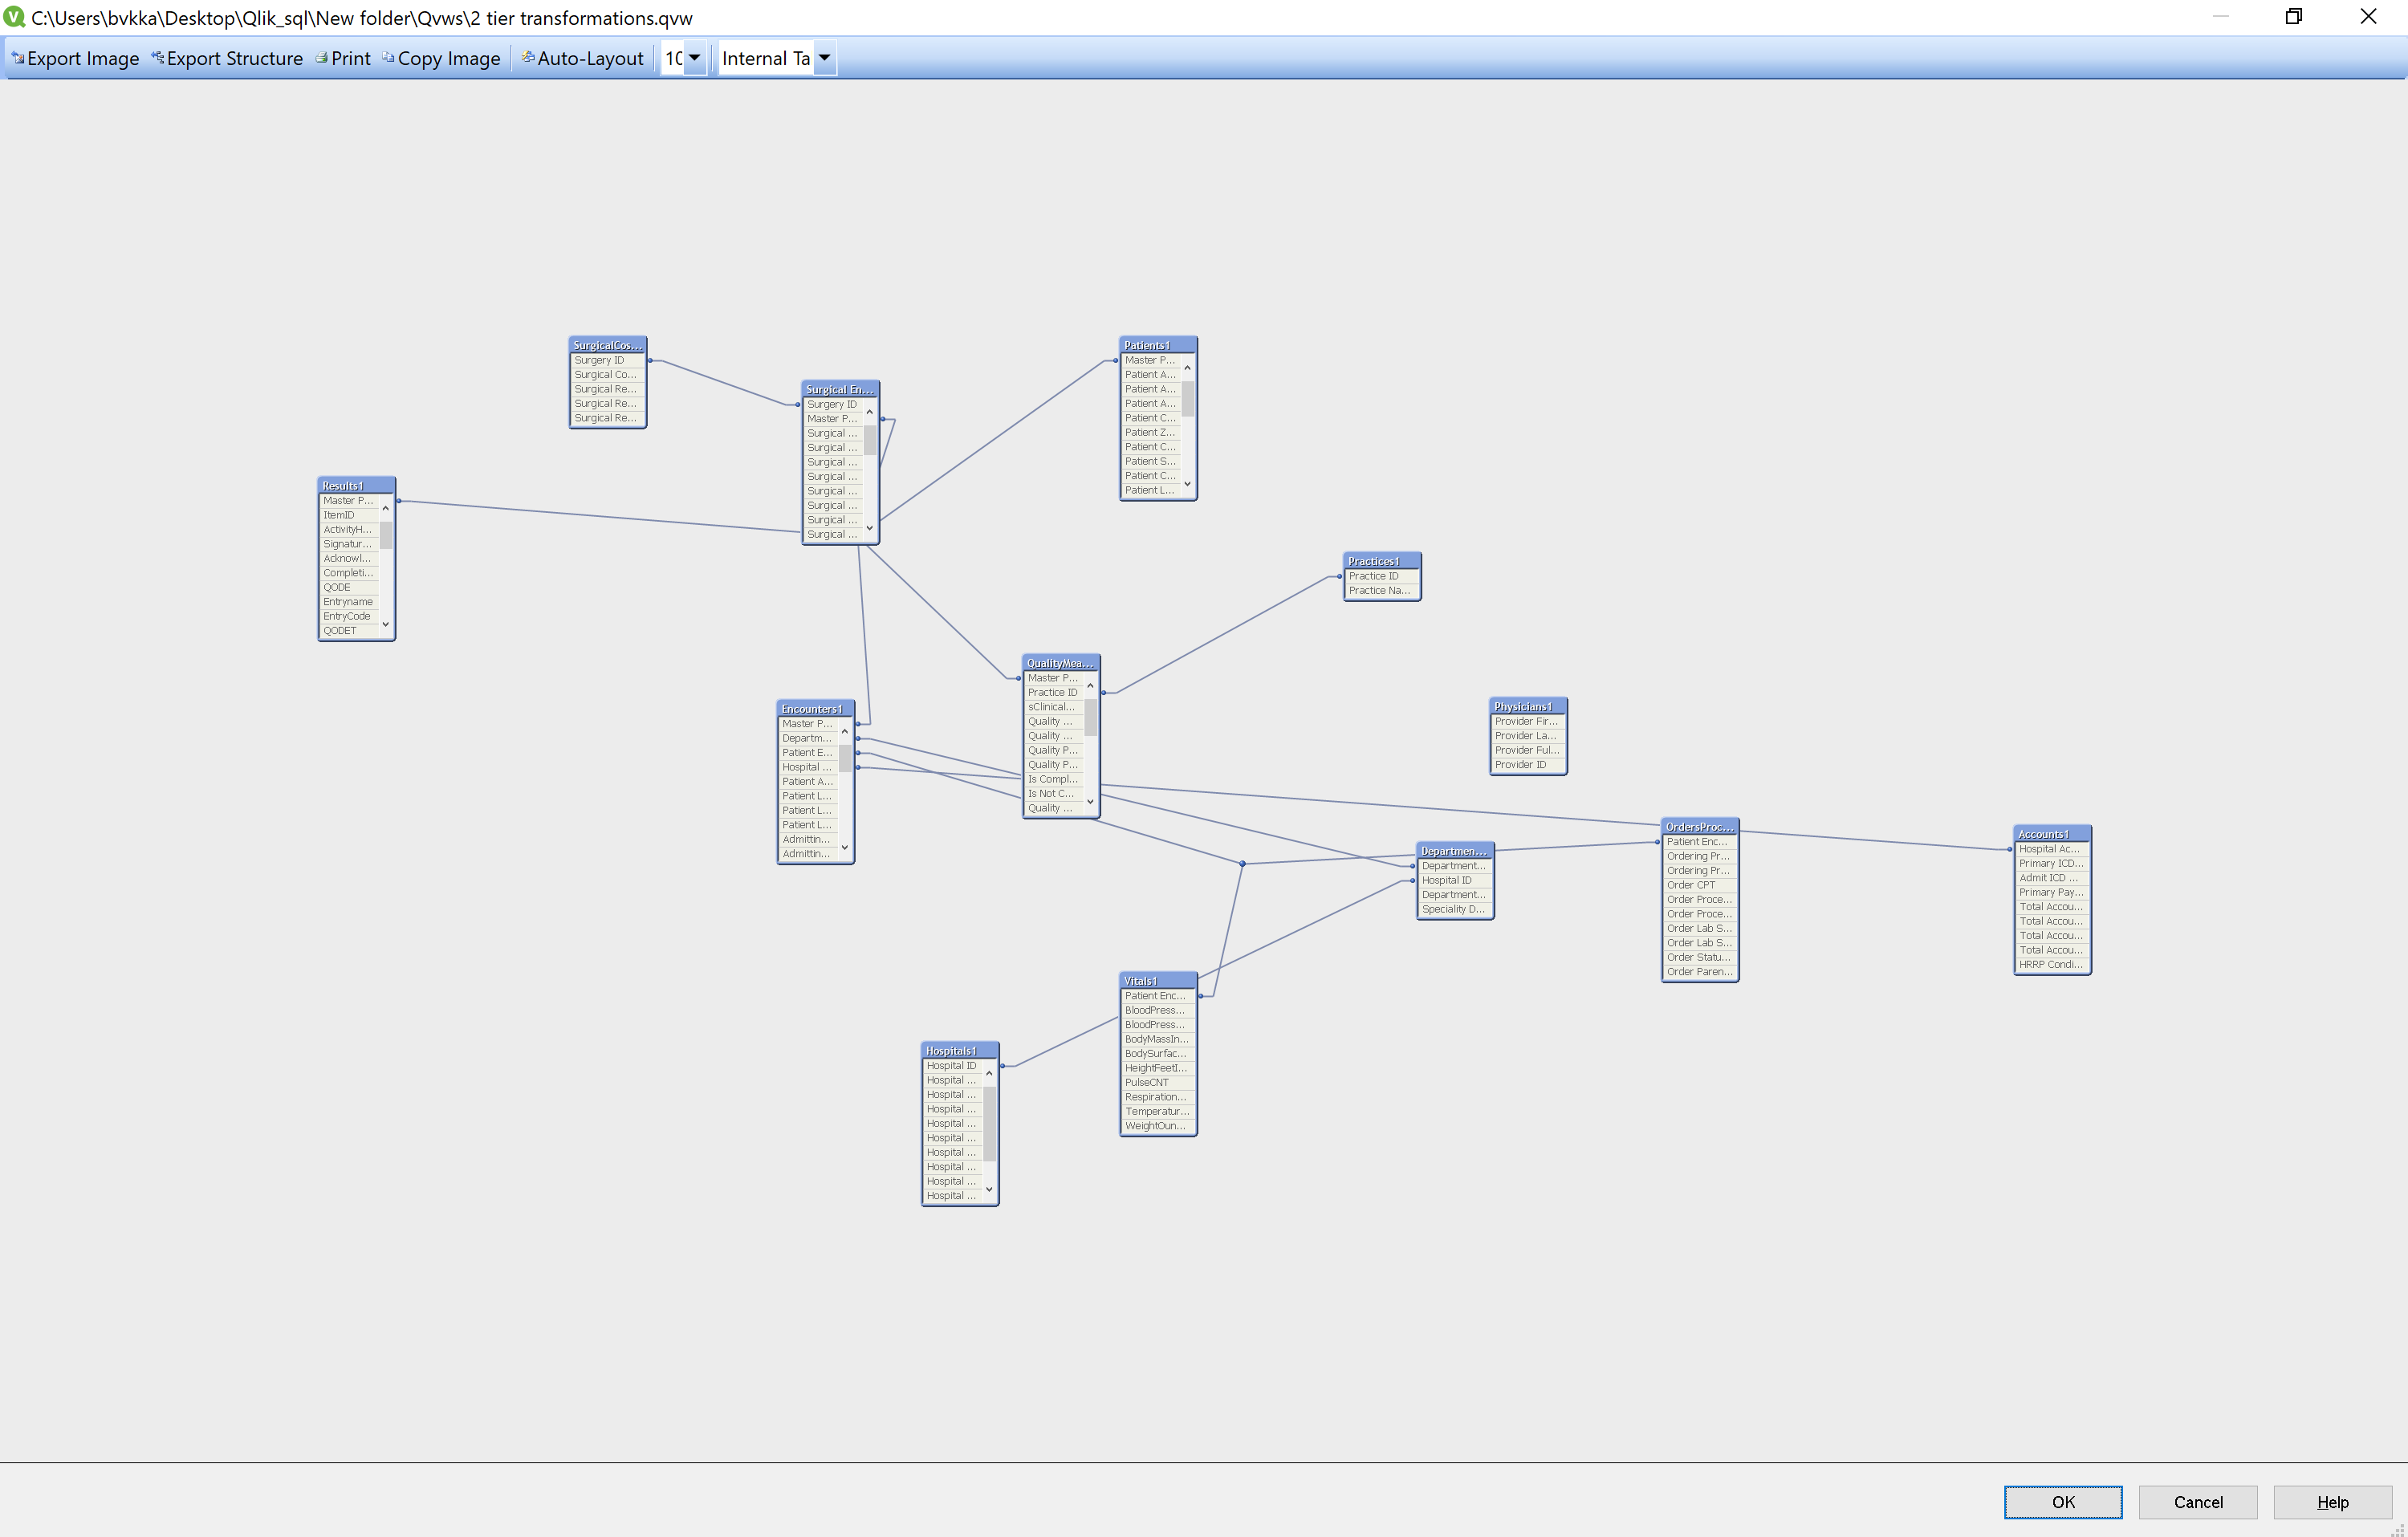 C:\Users\bvkka\Desktop\Qlik_sql\New folder\Qvws\2 tier transformations.qvw
Export Image Export Structure Print Copy Image Auto-Layout 10 Internal Ta
SurgicalCos...
Surgery ID
Surgical Co...
Surgical Re...
Surgical Re...
Surgical Re...
Surgical En...
Surgery ID
Master P...
Surgical ...
Surgical ...
Surgical ...
Surgical ...
Surgical ...
Surgical ...
Surgical ...
Surgical ...
Patients1
Master P...
Patient A...
Patient A...
Patient A...
Patient C...
Patient Z...
Patient C...
Patient S...
Patient C...
Patient L...
Results1
Master P...
ItemID
ActivityH...
Signatur...
Acknowl...
Completi...
QODE
Entryname
EntryCode
QODET
Practices1
Practice ID
Practice Na...
QualityMea...
Master P...
Practice ID
sClinical...
Quality ...
Quality ...
Quality P...
Quality P...
Is Compl...
Is Not C...
Quality ...
Encounters1
Master P...
Departm...
Patient E...
Hospital ...
Patient A...
Patient L...
Patient L...
Patient L...
Admittin...
Admittin...
Physicians1
Provider Fir...
Provider La...
Provider Ful...
Provider ID
Departmen...
Department...
Hospital ID
Department...
Speciality D...
OrdersProc...
Patient Enc...
Ordering Pr...
Ordering Pr...
Order CPT
Order Proce...
Order Proce...
Order Lab S...
Order Lab S...
Order Statu...
Order Paren...
Accounts1
Hospital Ac...
Primary ICD...
Admit ICD ...
Primary Pay...
Total Accou...
Total Accou...
Total Accou...
Total Accou...
HRRP Condi...
Vitals1
Patient Enc...
BloodPress...
BloodPress...
BodyMassIn...
BodySurfac...
HeightFeetI...
PulseCNT
Respiration...
Temperatur...
WeightOun...
Hospitals1
Hospital ID
Hospital ...
Hospital ...
Hospital ...
Hospital ...
Hospital ...
Hospital ...
Hospital ...
Hospital ...
Hospital ...
OK Cancel Help